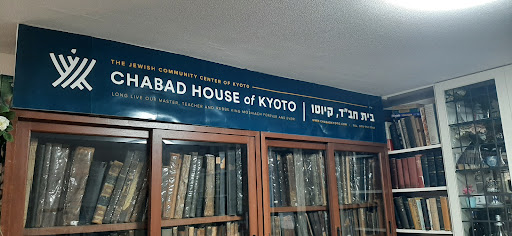 THE JEWISH COMMUNITY CENTER OF KYOTO
CHABAD HOUSE of KYOTO
LONG LIVE OUR MASTER, TEACHER AND REBBE KING MOSHIACH FOREVER AND EVER
בית חב"ד, קיוטו